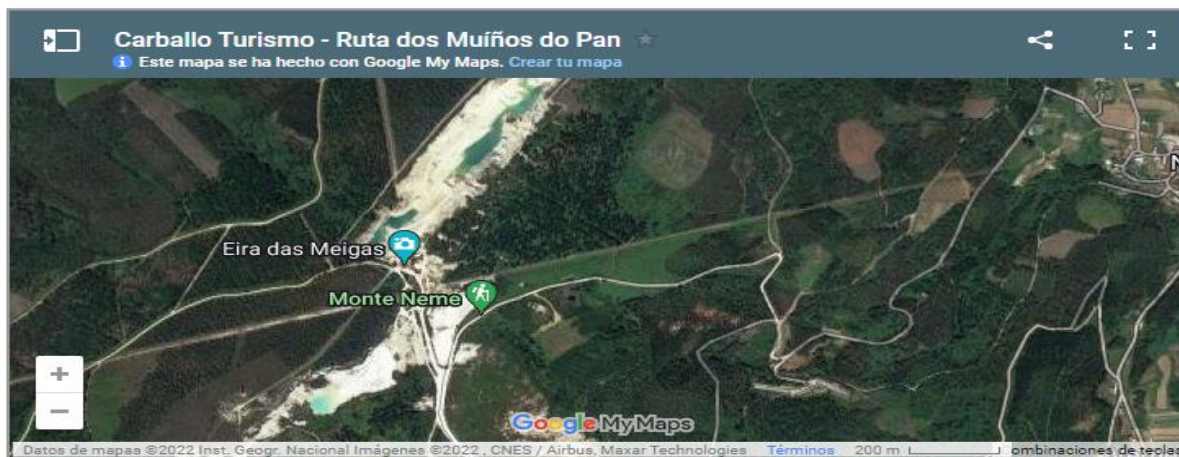 Carballo Turismo - Ruta dos Muíños do Pan
Este mapa se ha hecho con Google My Maps. Crear tu mapa
Eira das Meigas
Monte Neme
N
+
−
Google My Maps
Datos de mapas ©2022 Inst. Geogr. Nacional Imágenes ©2022 , CNES / Airbus, Maxar Technologies Términos 200 m ombinaciones de teclas